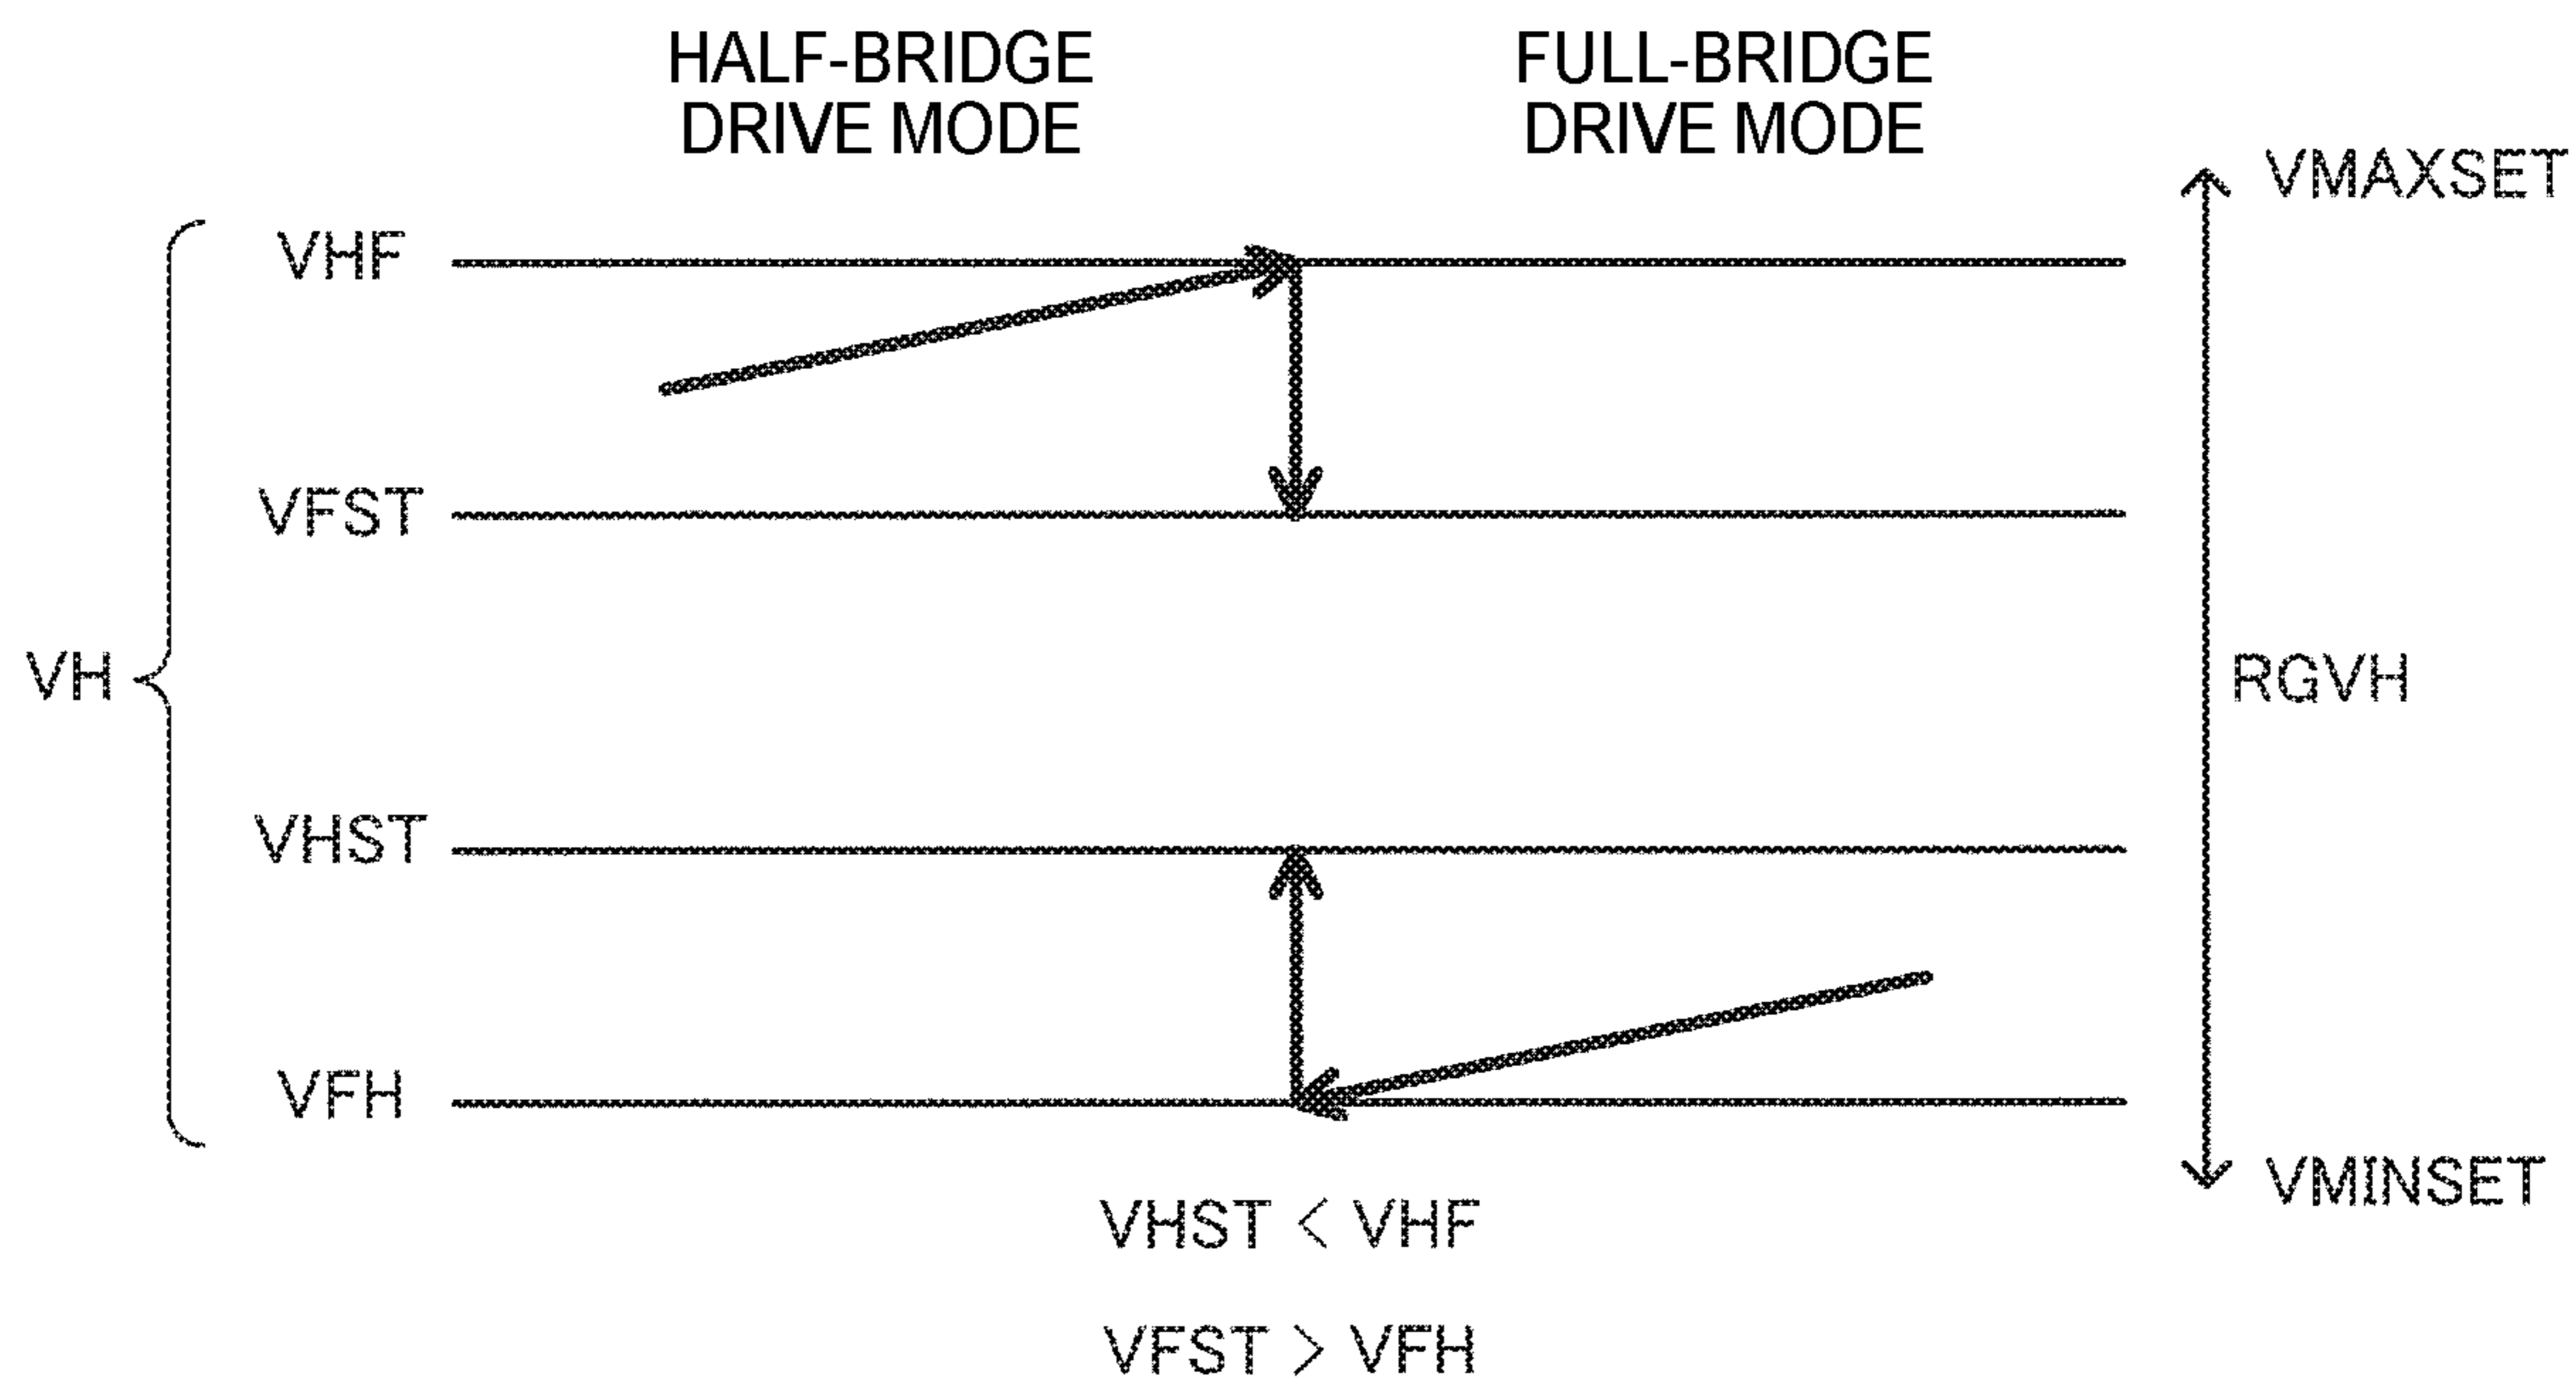 HALF-BRIDGE
DRIVE MODE
FULL-BRIDGE
DRIVE MODE
VMAXSET
VHF
VFST
VH
RGVH
VHST
VFH
VMINSET
VHST < VHF
VFST > VFH